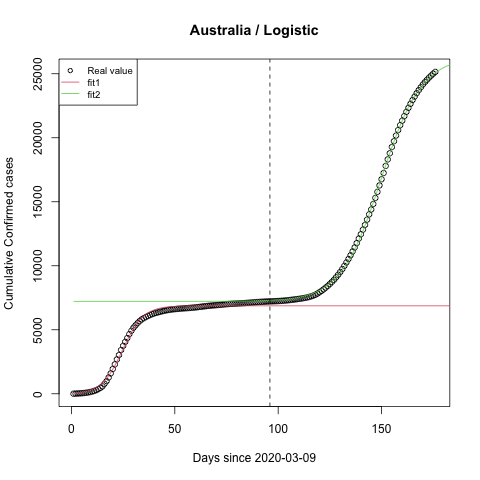 Australia / Logistic
Real value
fit1
fit2
Cumulative Confirmed cases
25000
20000
15000
10000
5000
0
0 50 100 150
Days since 2020-03-09